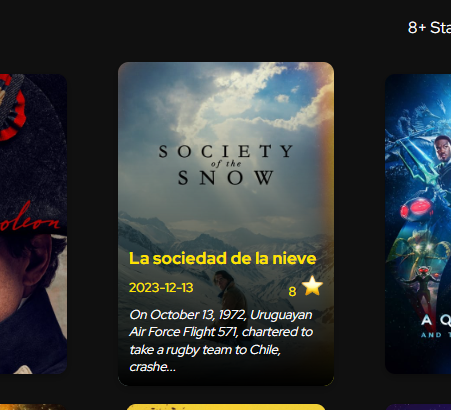 8+ Sta
SOCIETY
of the
SNOW
La sociedad de la nieve
2023-12-13
8
On October 13, 1972, Uruguayan
Air Force Flight 571, chartered to
take a rugby team to Chile,
crashe...
oleon
A Q
AND T